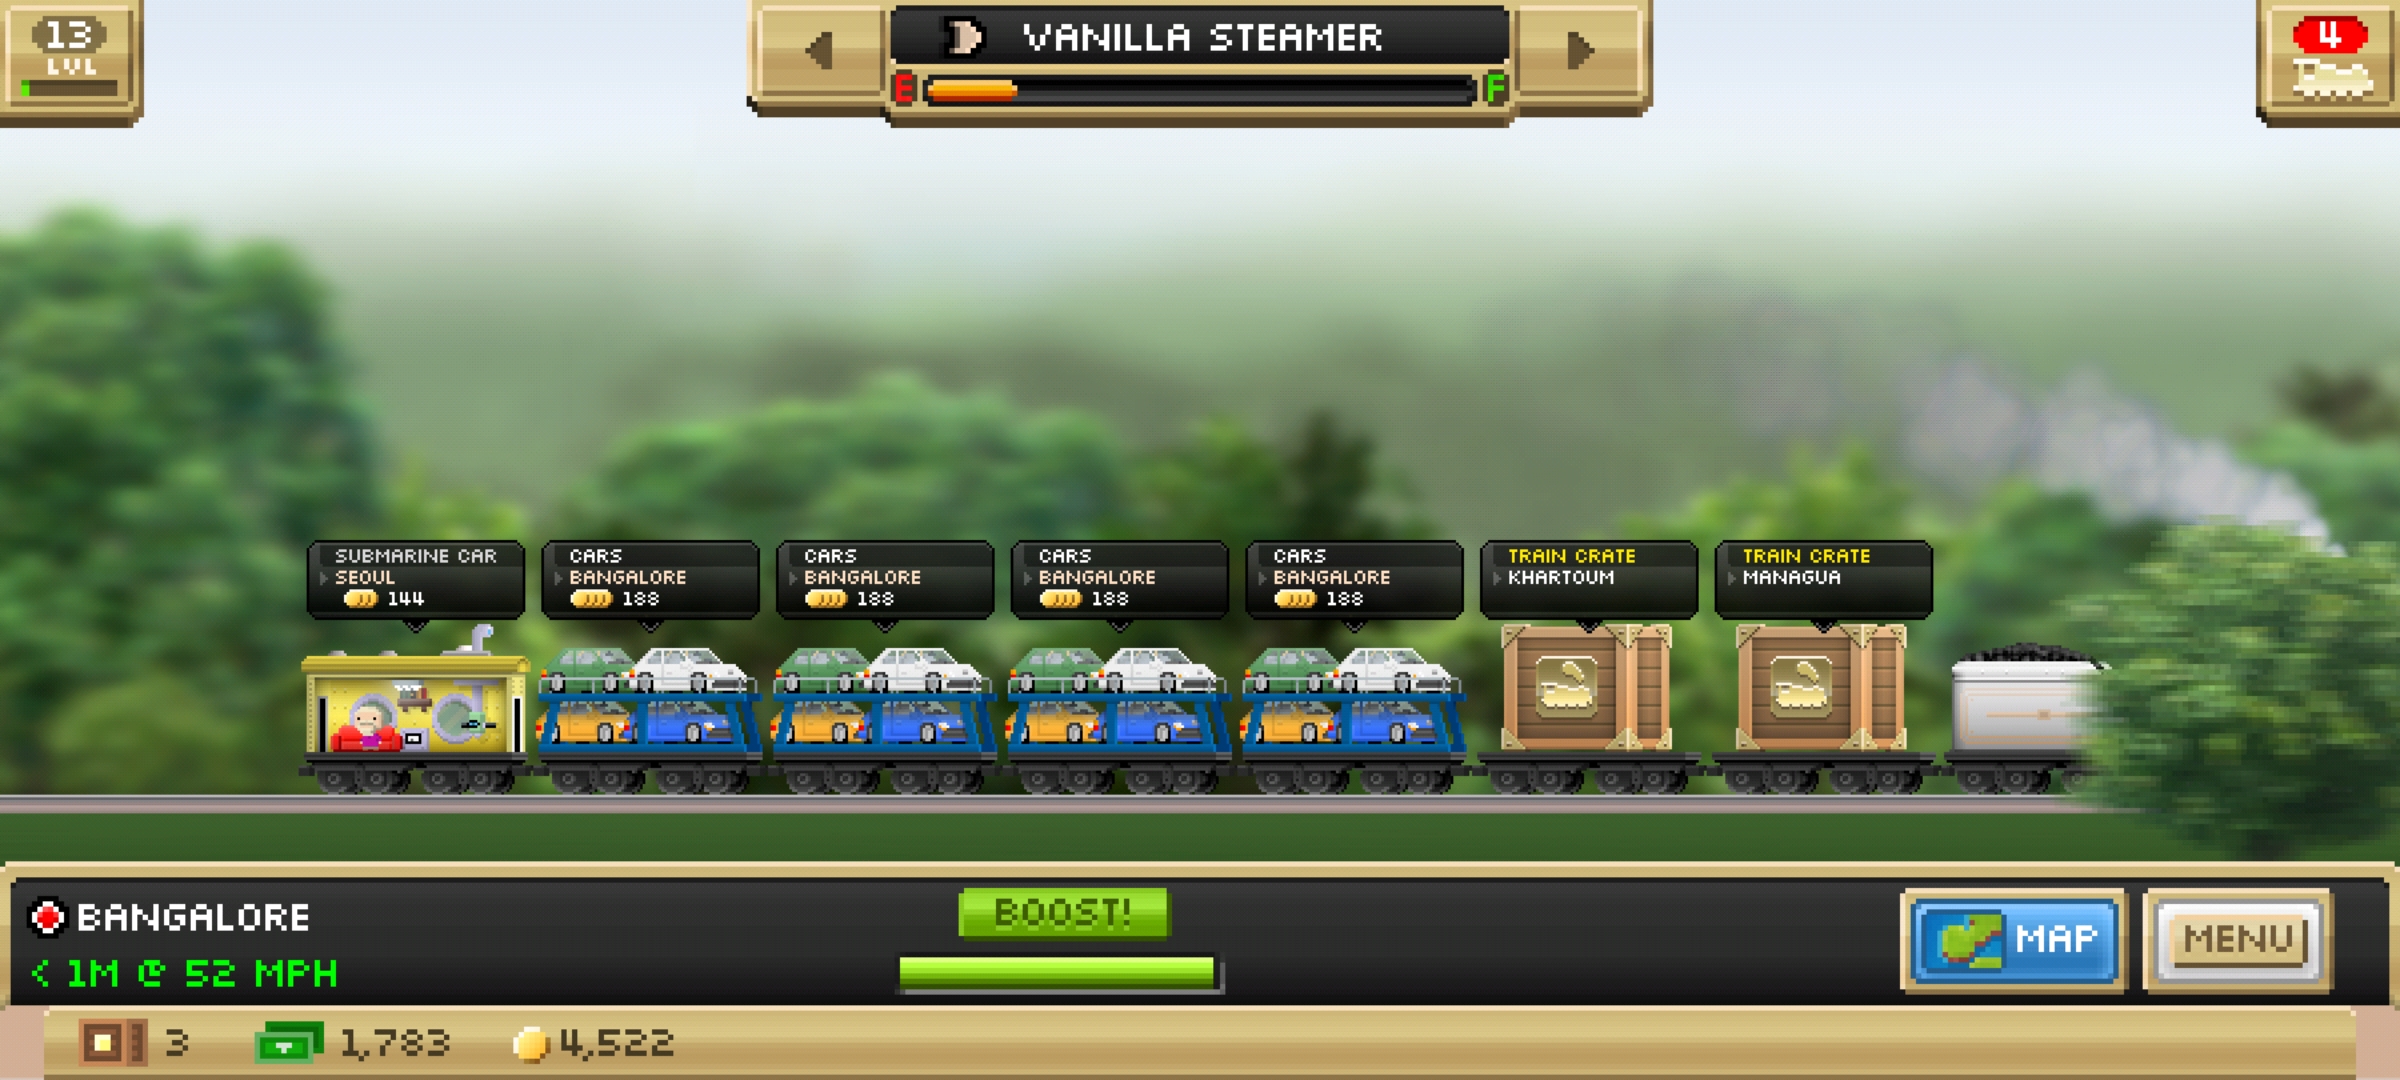 13
LVL
VANILLA STEAMER
E F
4
SUBMARINE CAR
SEOUL
144
CARS
BANGALORE
188
CARS
BANGALORE
188
CARS
BANGALORE
188
CARS
BANGALORE
188
TRAIN CRATE
KHARTOUM
TRAIN CRATE
MANAGUA
BANGALORE
< 1M @ 52 MPH
BOOST!
MAP
MENU
3
1,783
4,522